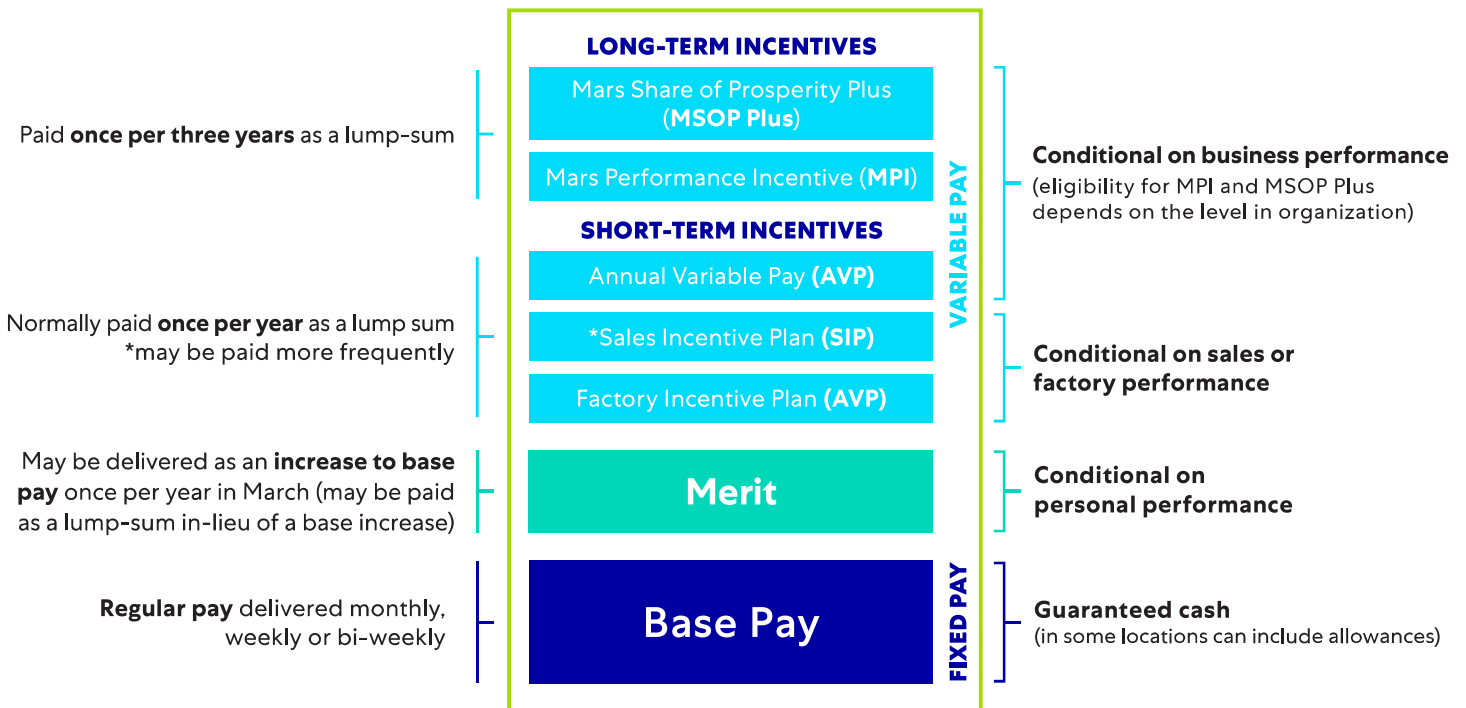 LONG-TERM INCENTIVES
Mars Share of Prosperity Plus
(MSOP Plus)
Mars Performance Incentive (MPI)
Paid once per three years as a lump-sum
SHORT-TERM INCENTIVES
Annual Variable Pay (AVP)
*Sales Incentive Plan (SIP)
Factory Incentive Plan (AVP)
Normally paid once per year as a lump sum
*may be paid more frequently
VARIABLE PAY
Conditional on business performance
(eligibility for MPI and MSOP Plus
depends on the level in organization)
Conditional on sales or
factory performance
May be delivered as an increase to base
pay once per year in March (may be paid
as a lump-sum in-lieu of a base increase)
Merit
Conditional on
personal performance
Regular pay delivered monthly,
weekly or bi-weekly
Base Pay
FIXED PAY
Guaranteed cash
(in some locations can include allowances)